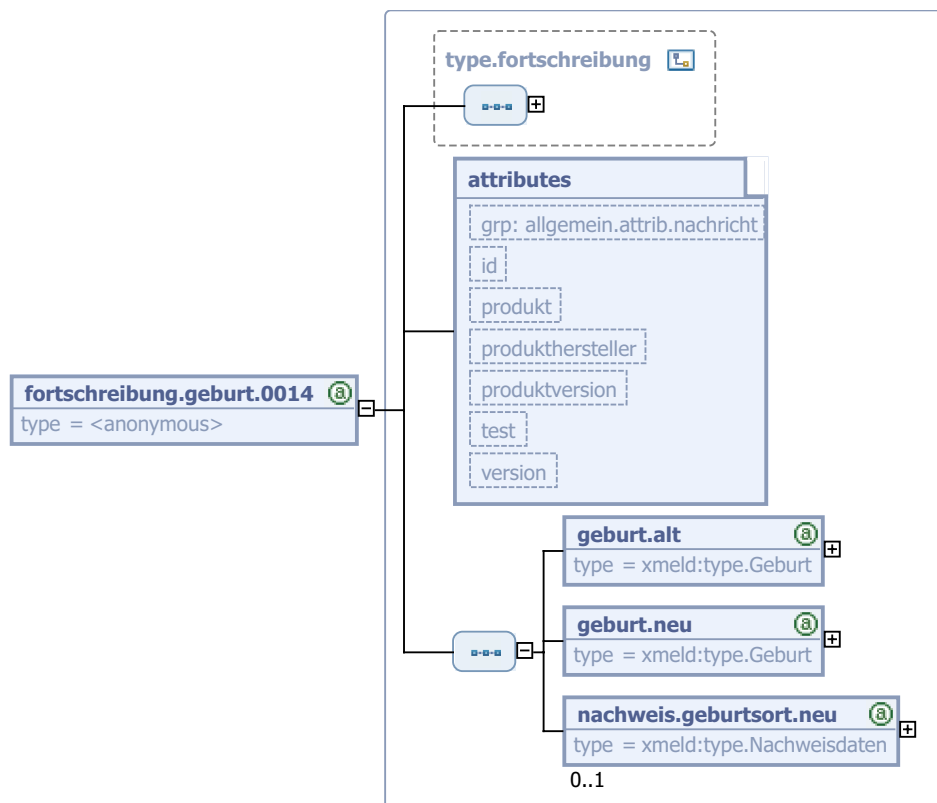 type.fortschreibung
attributes
grp: allgemein.attrib.nachricht
id
produkt
produkthersteller
produktversion
test
version
fortschreibung.geburt.0014 @
type = <anonymous>
geburt.alt @
type = xmeld:type.Geburt
geburt.neu @
type = xmeld:type.Geburt
nachweis.geburtsort.neu @
type = xmeld:type.Nachweisdaten
0..1